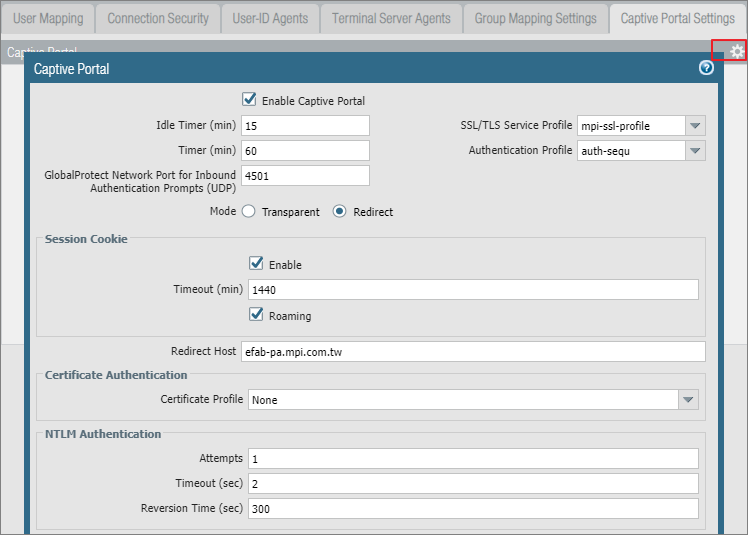 User Mapping
Connection Security
User-ID Agents
Terminal Server Agents
Group Mapping Settings
Captive Portal Settings
Captive Portal
Captive Portal
Enable Captive Portal
Idle Timer (min) 15
SSL/TLS Service Profile mpi-ssl-profile
Timer (min) 60
Authentication Profile auth-sequ
GlobalProtect Network Port for Inbound
Authentication Prompts (UDP) 4501
Mode Transparent Redirect
Session Cookie
Enable
Timeout (min) 1440
Roaming
Redirect Host efab-pa.mpi.com.tw
Certificate Authentication
Certificate Profile None
NTLM Authentication
Attempts 1
Timeout (sec) 2
Reversion Time (sec) 300